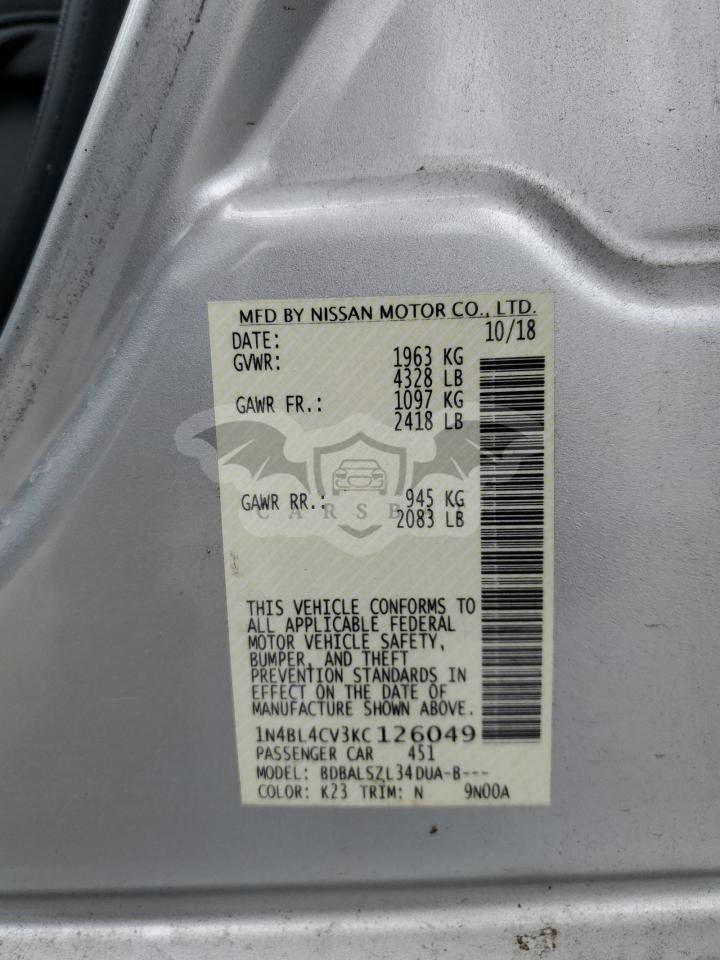 MFD BY NISSAN MOTOR CO., LTD.
DATE: 10/18
GVWR: 1963 KG
4328 LB
GAWR FR.: 1097 KG
2418 LB
GAWR RR.: 945 KG
2083 LB
THIS VEHICLE CONFORMS TO
ALL APPLICABLE FEDERAL
MOTOR VEHICLE SAFETY,
BUMPER, AND THEFT
PREVENTION STANDARDS IN
EFFECT ON THE DATE OF
MANUFACTURE SHOWN ABOVE.
1N4BL4CV3KC126049
PASSENGER CAR 451
MODEL: BDBALSZL34DUA-B---
COLOR: K23 TRIM: N 9N00A